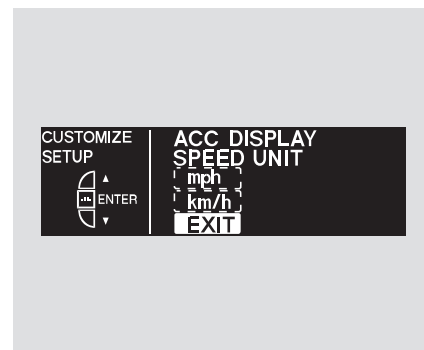 CUSTOMIZE
SETUP
▲
ENTER
▼
ACC DISPLAY
SPEED UNIT
mph
km/h
EXIT